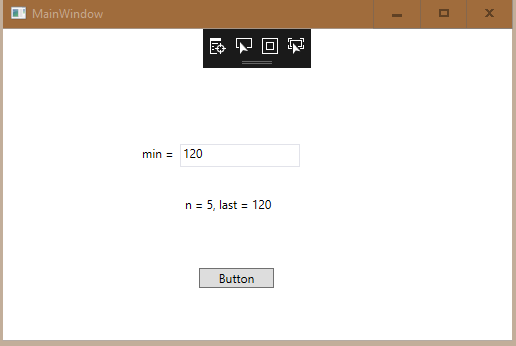 MainWindow
min = 120
n = 5, last = 120
Button